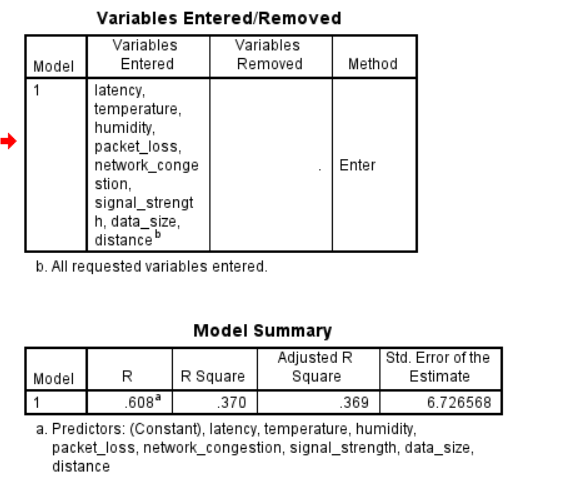 Variables Entered/Removed
Model Variables Entered Variables Removed Method
1 latency,
temperature,
humidity,
packet_loss,
network_conge
stion,
signal_strengt
h, data_size,
distance b . Enter
b. All requested variables entered.
Model Summary
Model R R Square Adjusted R Square Std. Error of the Estimate
1 .608a .370 .369 6.726568
a. Predictors: (Constant), latency, temperature, humidity,
packet_loss, network_congestion, signal_strength, data_size,
distance